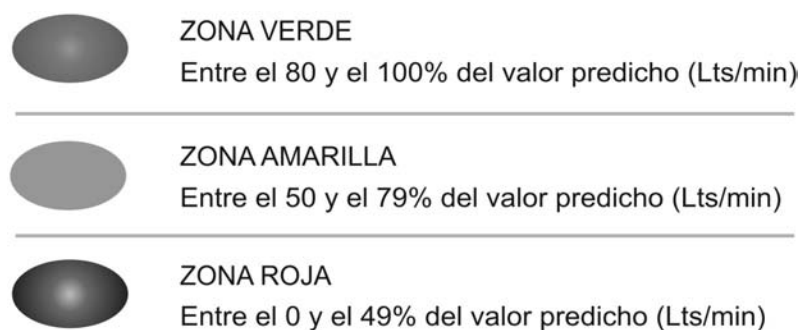 ZONA VERDE
Entre el 80 y el 100% del valor predicho (Lts/min)
ZONA AMARILLA
Entre el 50 y el 79% del valor predicho (Lts/min)
ZONA ROJA
Entre el 0 y el 49% del valor predicho (Lts/min)